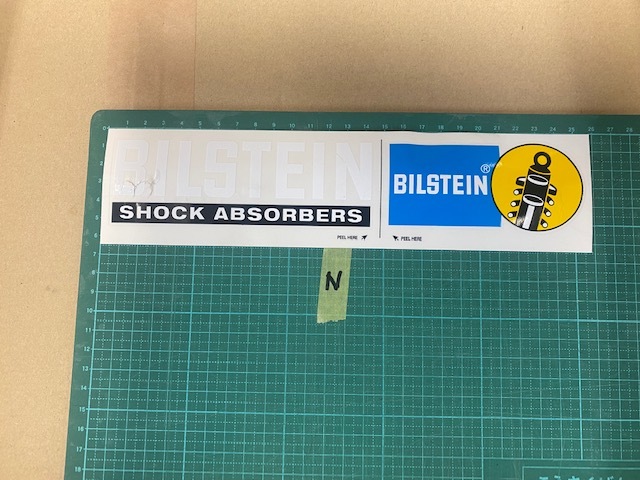 BILSTEIN
SHOCK ABSORBERS
PEEL HERE
BILSTEIN®
PEEL HERE
N